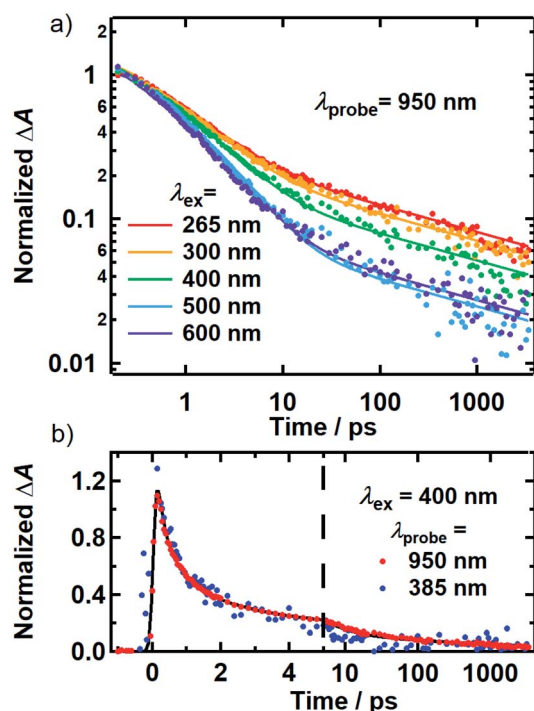 a)
Normalized ΔA
2
1
6
4
2
0.1
6
4
2
0.01
λprobe= 950 nm
λex=
265 nm
300 nm
400 nm
500 nm
600 nm
1 10 100 1000
Time / ps
b)
Normalized ΔA
1.2
0.8
0.4
0.0
λex = 400 nm
λprobe =
950 nm
385 nm
0 2 4 10 100 1000
Time / ps